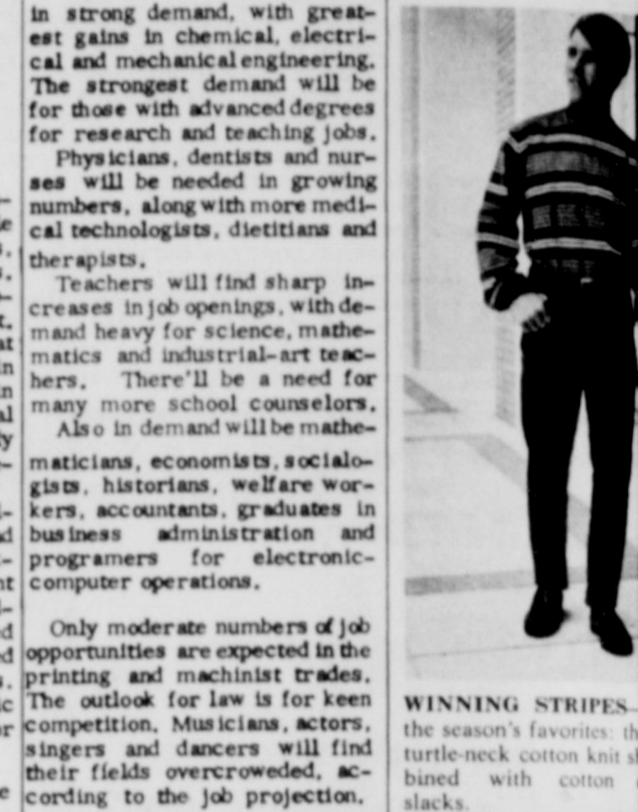 in strong demand, with great-
est gains in chemical, electri-
cal and mechanical engineering.
The strongest demand will be
for those with advanced degrees
for research and teaching jobs.
Physicians, dentists and nur-
ses will be needed in growing
numbers, along with more medi-
cal technologists, dietitians and
therapists.
Teachers will find sharp in-
creases in job openings, with de-
mand heavy for science, mathe-
matics and industrial-art teac-
hers. There'll be a need for
many more school counselors.
Also in demand will be mathe-
maticians, economists, socialo-
gists, historians, welfare wor-
kers, accountants, graduates in
business administration and
programers for electronic-
computer operations.
Only moderate numbers of job
opportunities are expected in the
printing and machinist trades.
The outlook for law is for keen
competition. Musicians, actors,
singers and dancers will find
their fields overcroweded, ac-
cording to the job projection.
WINNING STRIPES—
the season's favorites: th
turtle-neck cotton knit sh
bined with cotton
slacks.